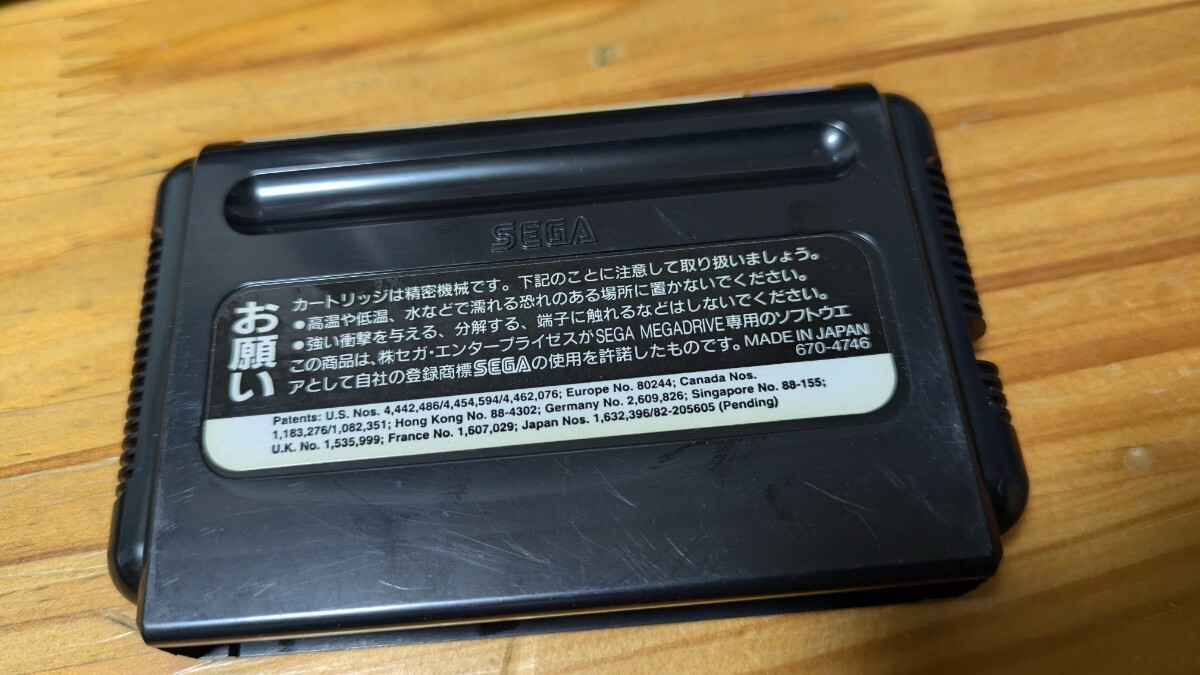 SEGA
お願い
カートリッジは精密機械です。下記のことに注意して取り扱いましょう。
●高温や低温、水などで濡れる恐れのある場所に置かないでください。
●強い衝撃を与える、分解する、端子に触れるなどはしないでください。
この商品は、㈱セガ・エンタープライゼスがSEGA MEGADRIVE専用のソフトウエ
アとして自社の登録商標SEGAの使用を許諾したものです。MADE IN JAPAN
670-4746
Patents: U.S. Nos. 4,442,486/4,454,594/4,462,076; Europe No. 80244; Canada Nos.
1,183,276/1,082,351; Hong Kong No. 88-4302; Germany No. 2,609,826; Singapore No. 88-155;
U.K. No. 1,535,999; France No. 1,607,029; Japan Nos. 1,632,396/82-205605 (Pending)